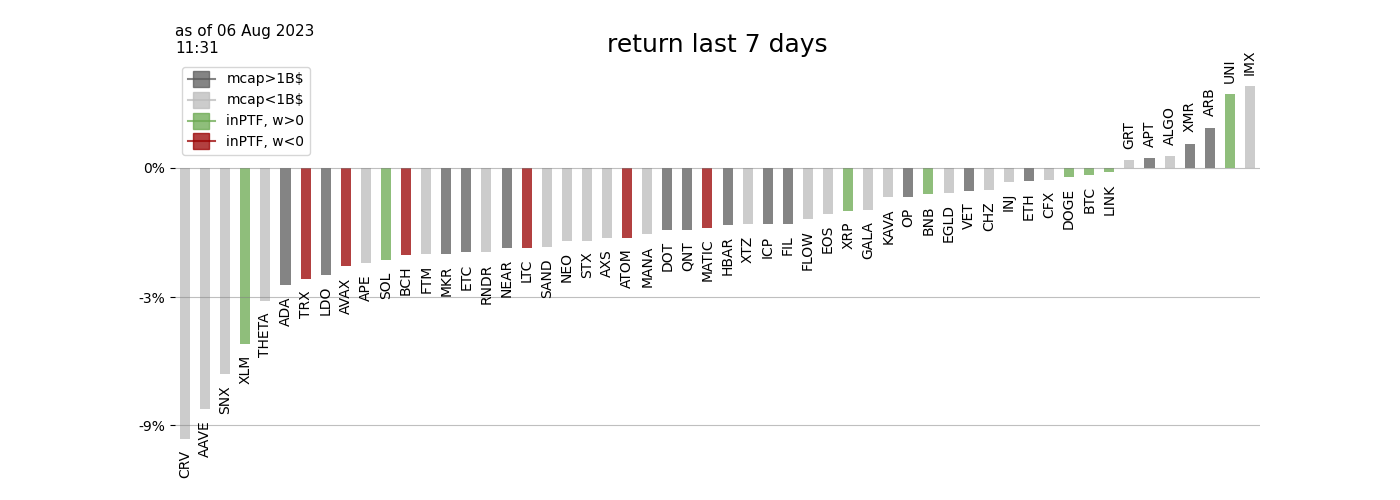 as of 06 Aug 2023
11:31
return last 7 days
mcap>1B$
mcap<1B$
inPTF, w>0
inPTF, w<0
0%
-3%
-9%
CRV
AAVE
SNX
XLM
THETA
ADA
TRX
LDO
AVAX
APE
SOL
BCH
FTM
MKR
ETC
RNDR
NEAR
LTC
SAND
NEO
STX
AXS
ATOM
MANA
DOT
QNT
MATIC
HBAR
XTZ
ICP
FIL
FLOW
EOS
XRP
GALA
KAVA
OP
BNB
EGLD
VET
CHZ
INJ
ETH
CFX
DOGE
BTC
LINK
GRT
APT
ALGO
XMR
ARB
UNI
IMX